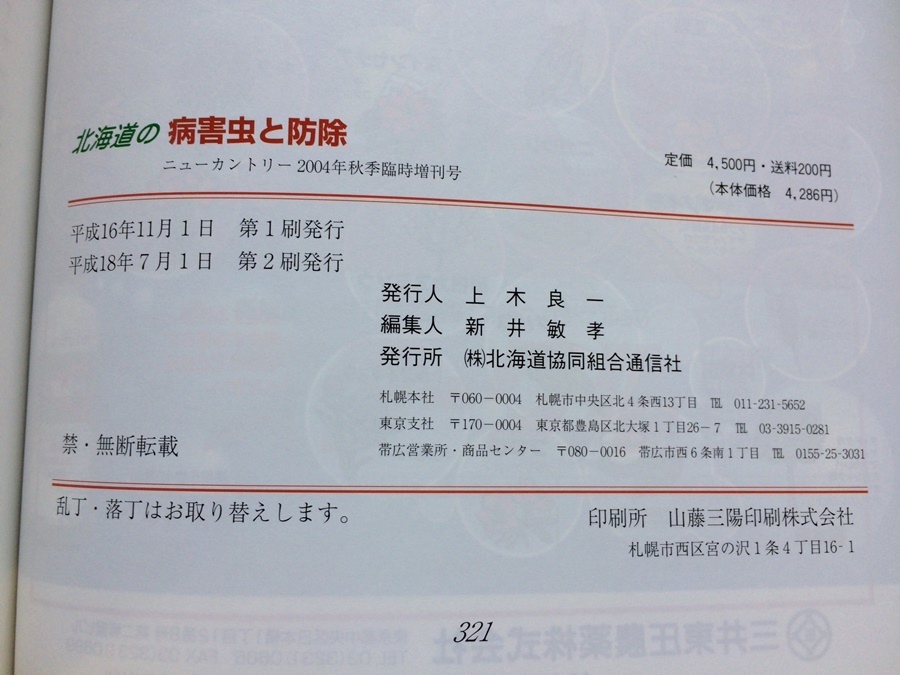 北海道の 病害虫と防除
ニューカントリー 2004年秋季臨時増刊号
定価 4,500円・送料200円
(本体価格 4,286円)
平成16年11月1日 第1刷発行
平成18年7月1日 第2刷発行
発行人 上木良一
編集人 新井敏孝
発行所 ㈱北海道協同組合通信社
札幌本社 〒060-0004 札幌市中央区北4条西13丁目 ℡ 011-231-5652
東京支社 〒170-0004 東京都豊島区北大塚1丁目26-7 ℡ 03-3915-0281
帯広営業所・商品センター 〒080-0016 帯広市西6条南1丁目 ℡ 0155-25-3031
禁・無断転載
乱丁・落丁はお取り替えします。
印刷所 山藤三陽印刷株式会社
札幌市西区宮の沢1条4丁目16-1
321
三井東圧農薬株式会社